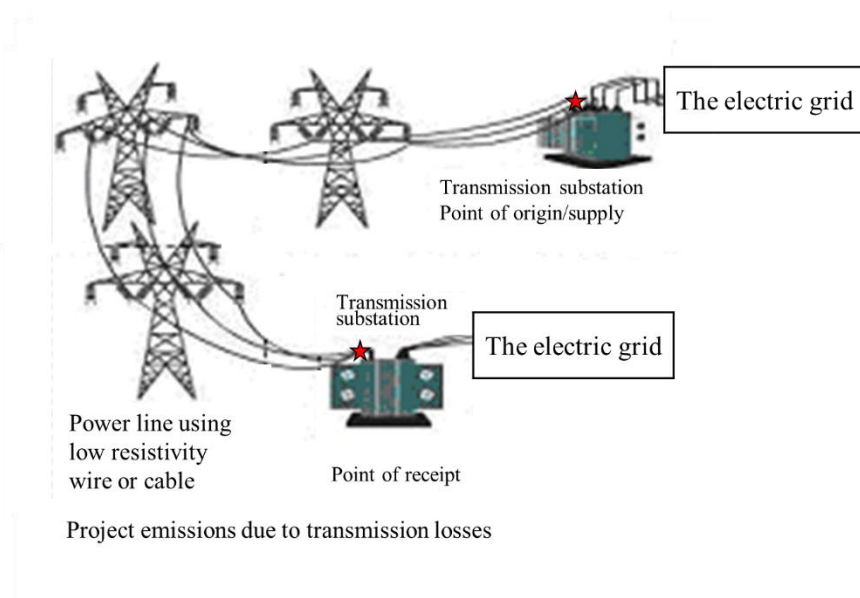 The electric grid
Transmission substation
Point of origin/supply
Transmission
substation
The electric grid
Power line using
low resistivity
wire or cable
Point of receipt
Project emissions due to transmission losses